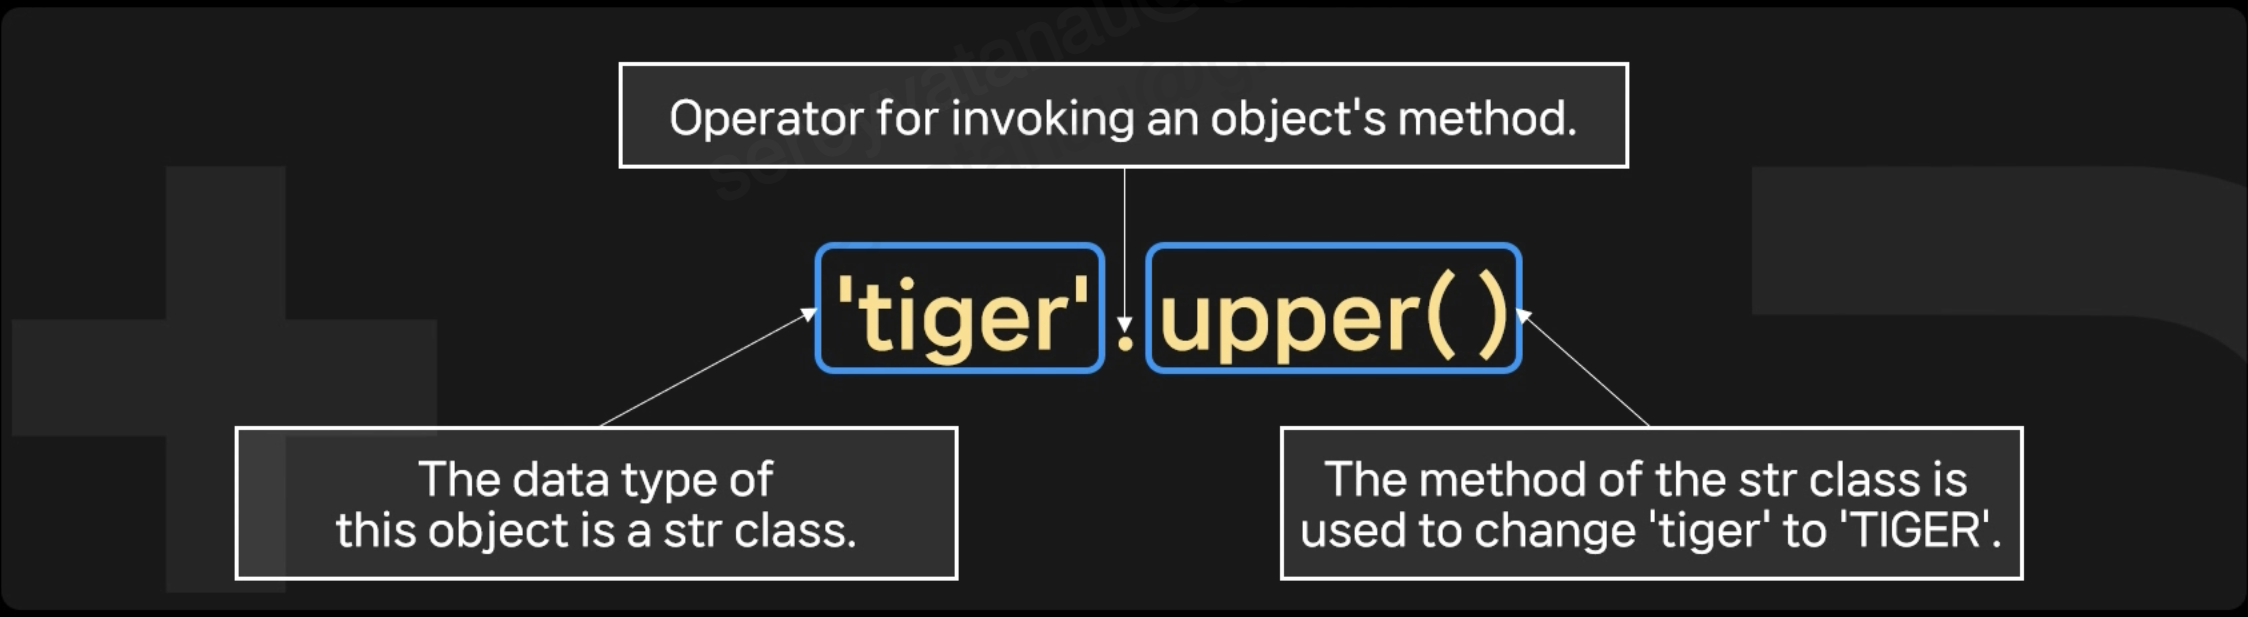 Operator for invoking an object's method.
'tiger'.upper()
The data type of
this object is a str class.
The method of the str class is
used to change 'tiger' to 'TIGER'.